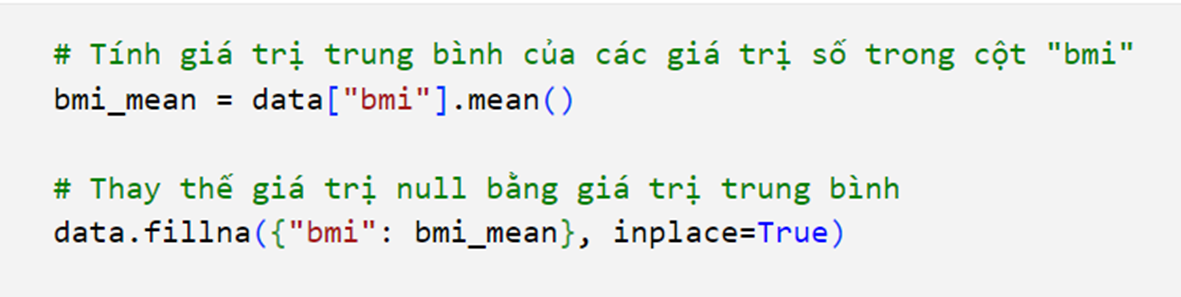 # Tính giá trị trung bình của các giá trị số trong cột "bmi"
bmi_mean = data["bmi"].mean()
# Thay thế giá trị null bằng giá trị trung bình
data.fillna({"bmi": bmi_mean}, inplace=True)